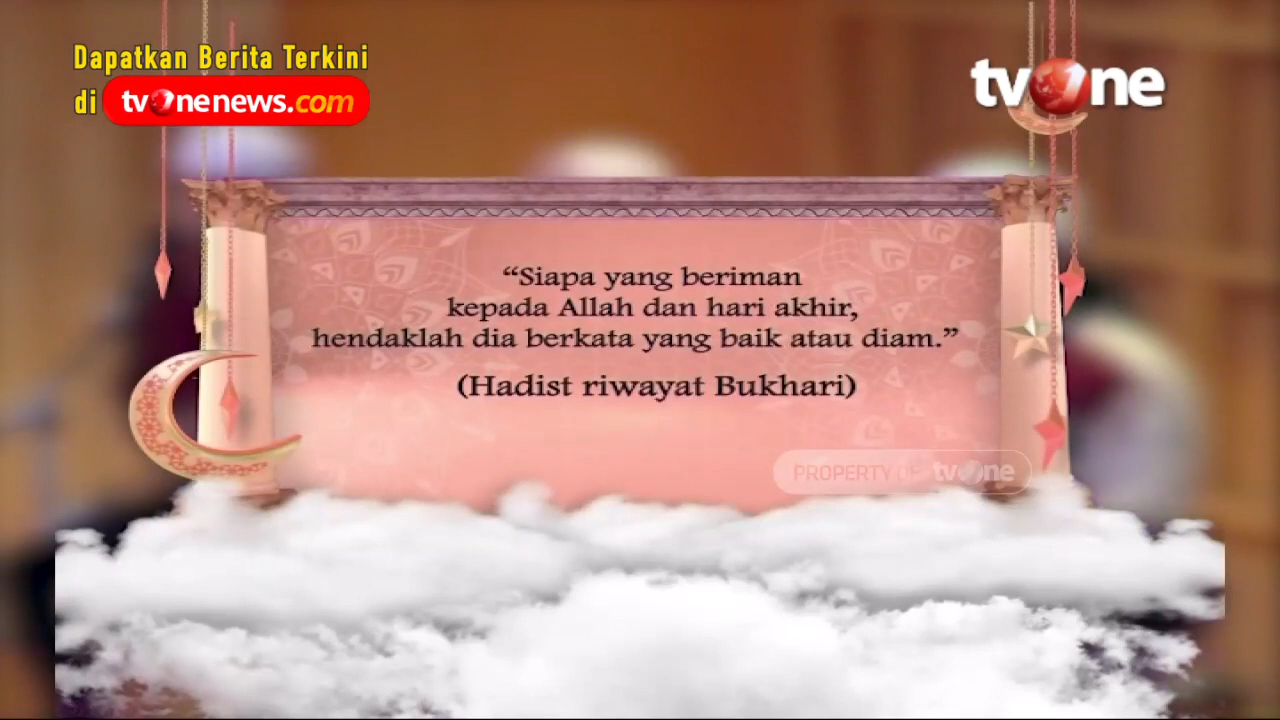 Dapatkan Berita Terkini
di tvonenews.com
tvOne
“Siapa yang beriman
kepada Allah dan hari akhir,
hendaklah dia berkata yang baik atau diam.”
(Hadist riwayat Bukhari)
PROPERTY OF tvOne